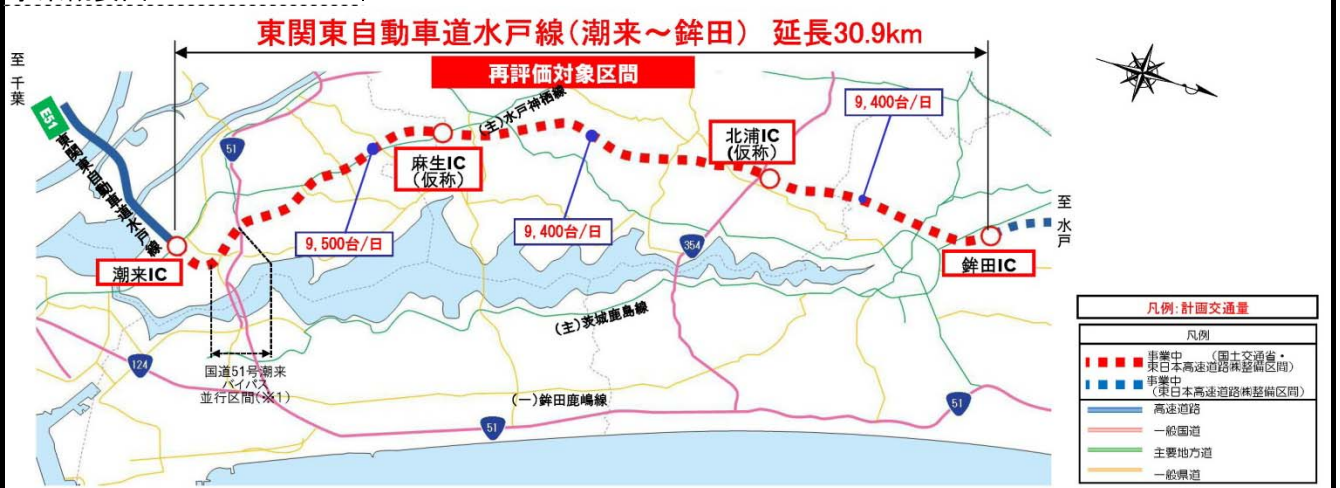 東関東自動車道水戸線(潮来～鉾田) 延長30.9km
再評価対象区間
至 千葉
E51
東関東自動車道水戸線
51
(主)水戸神栖線
麻生IC
(仮称)
北浦IC
(仮称)
9,400台/日
9,500台/日
9,400台/日
354
至 水戸
潮来IC
鉾田IC
(主)茨城鹿島線
124
国道51号潮来
バイパス
並行区間(※1)
(一)鉾田鹿嶋線
51
51
凡例:計画交通量
凡例
事業中 (国土交通省・
東日本高速道路㈱整備区間)
事業中
(東日本高速道路㈱整備区間)
高速道路
一般国道
主要地方道
一般県道